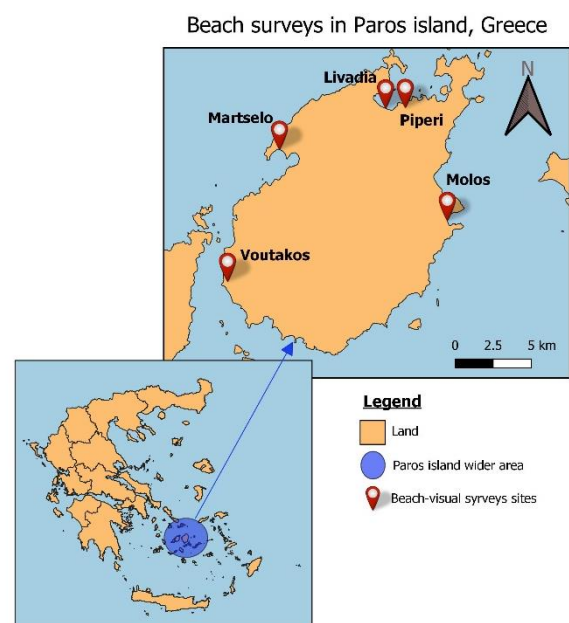 Beach surveys in Paros island, Greece
N
Livadia
Martselo
Piperi
Molos
Voutakos
0 2.5 5 km
Legend
Land
Paros island wider area
Beach-visual syrveys sites